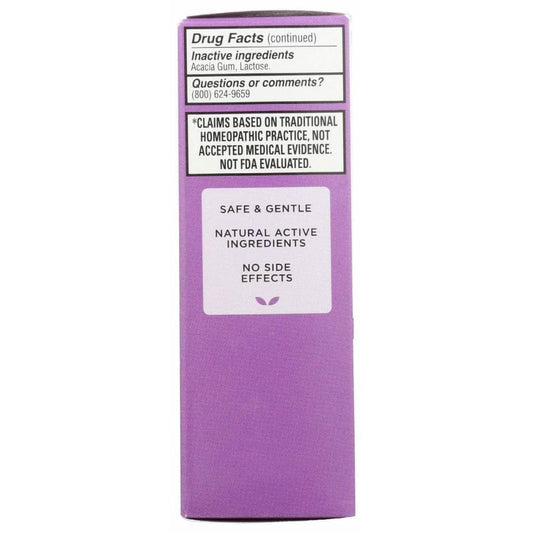 Drug Facts (continued)
Inactive ingredients
Acacia Gum, Lactose.
Questions or comments?
(800) 624-9659
*CLAIMS BASED ON TRADITIONAL
HOMEOPATHIC PRACTICE, NOT
ACCEPTED MEDICAL EVIDENCE.
NOT FDA EVALUATED.
SAFE & GENTLE
NATURAL ACTIVE
INGREDIENTS
NO SIDE
EFFECTS